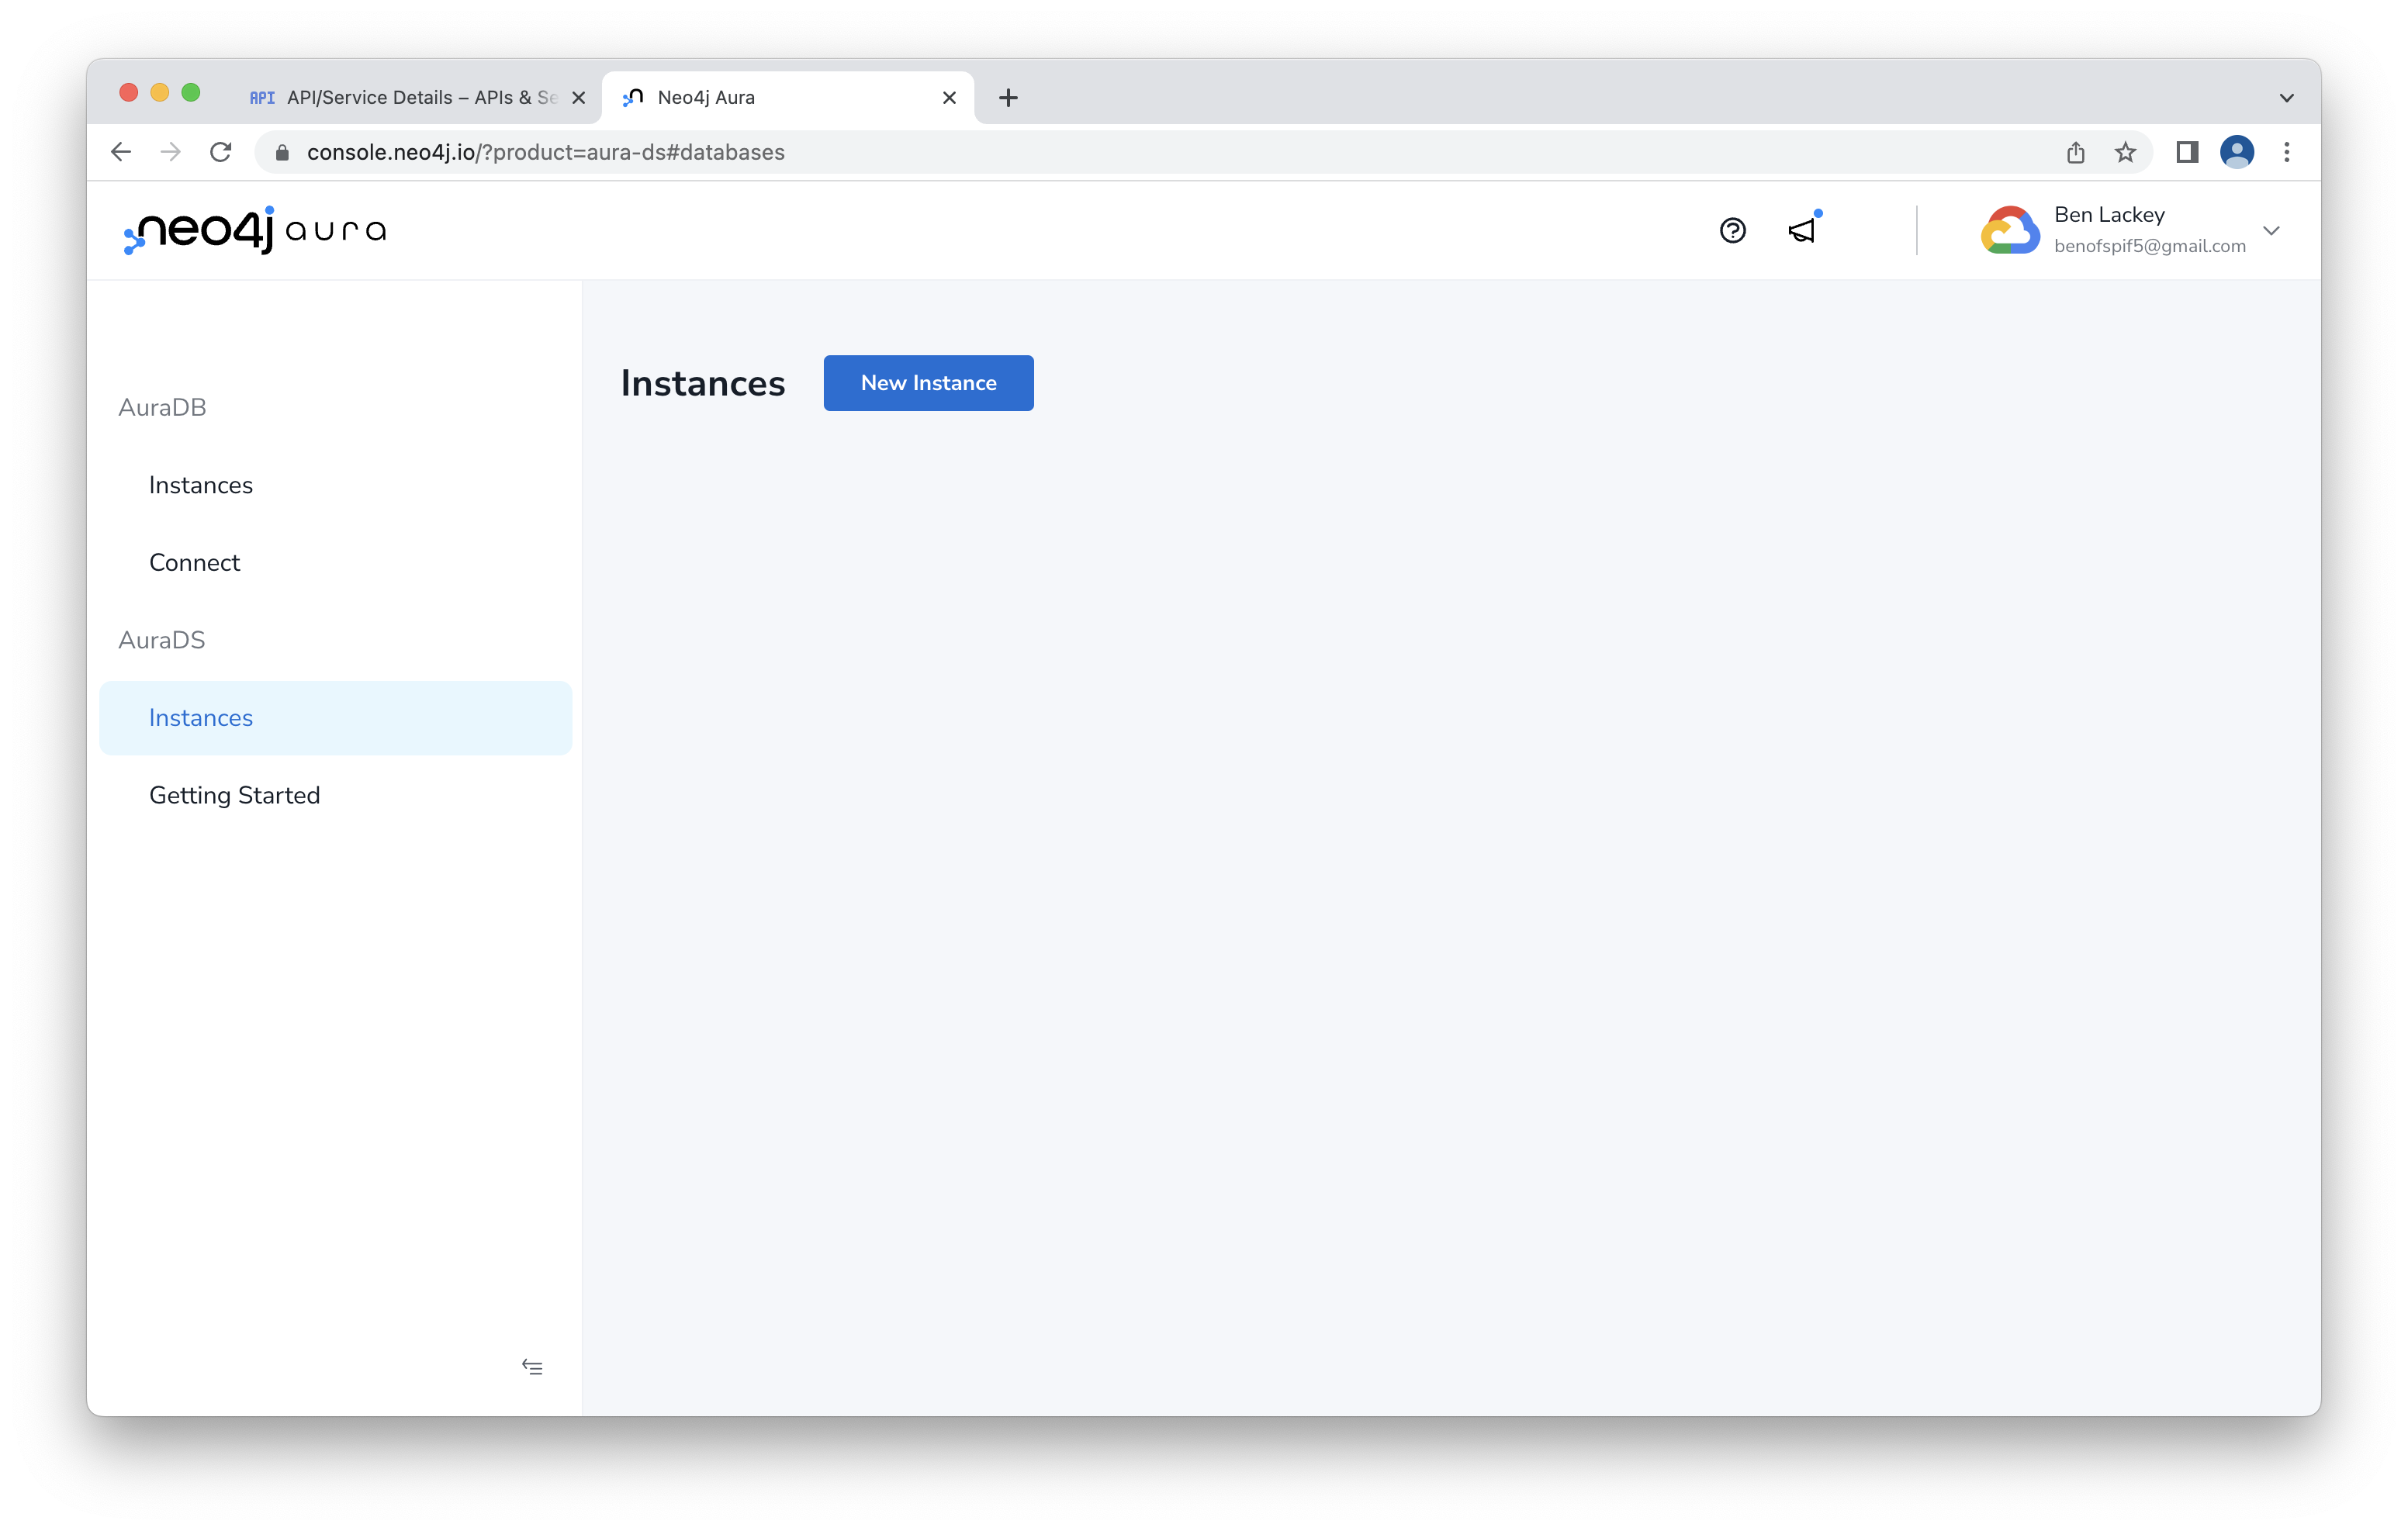 API API/Service Details – APIs & Se
Neo4j Aura
console.neo4j.io/?product=aura-ds#databases
neo4j aura
Ben Lackey
benofspif5@gmail.com
Instances
New Instance
AuraDB
Instances
Connect
AuraDS
Instances
Getting Started